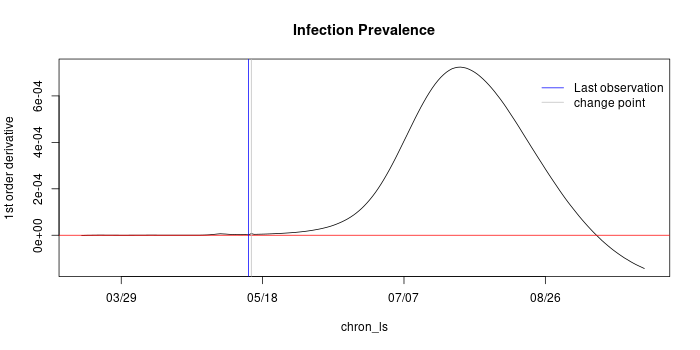 Infection Prevalence
1st order derivative
6e-04
4e-04
2e-04
0e+00
Last observation
change point
03/29 05/18 07/07 08/26
chron_ls